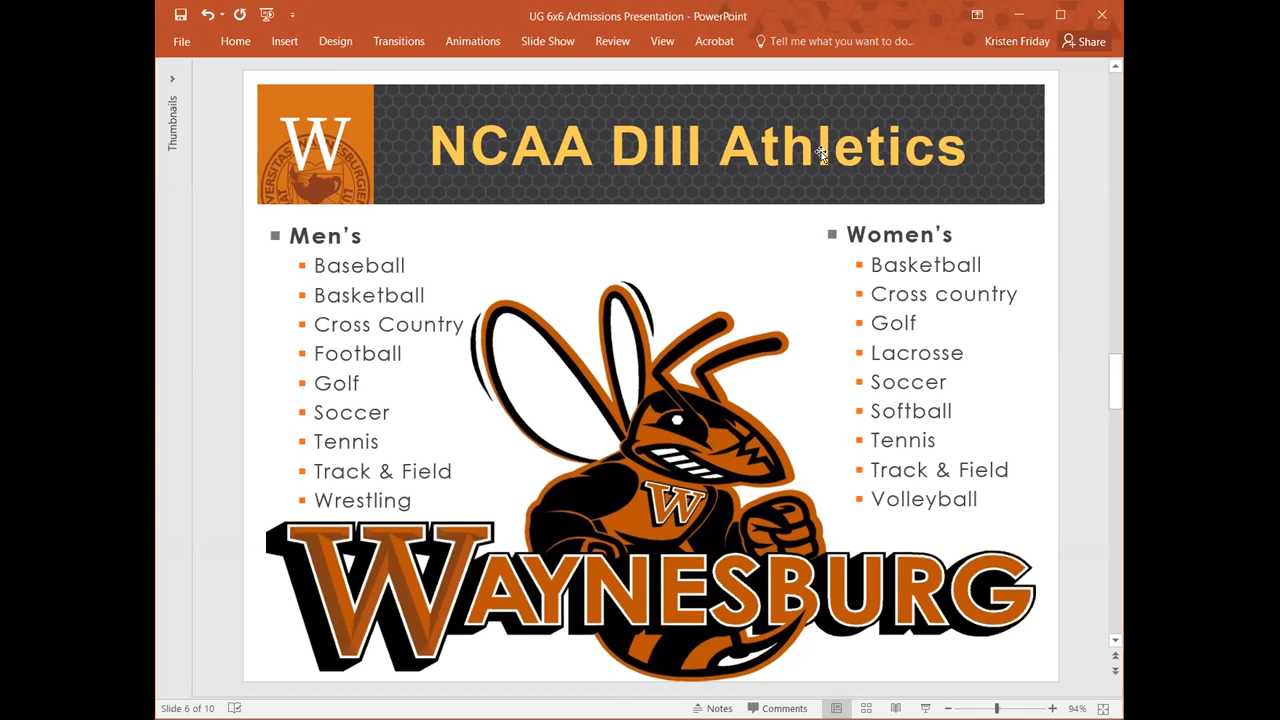 UG 6x6 Admissions Presentation - PowerPoint
File Home Insert Design Transitions Animations Slide Show Review View Acrobat Tell me what you want to do... Kristen Friday Share
Thumbnails
W
NCAA DIII Athletics
Men's
Baseball
Basketball
Cross Country
Football
Golf
Soccer
Tennis
Track & Field
Wrestling
Women's
Basketball
Cross country
Golf
Lacrosse
Soccer
Softball
Tennis
Track & Field
Volleyball
W
W
WAYNESBURG
Slide 6 of 10 Notes Comments 94%